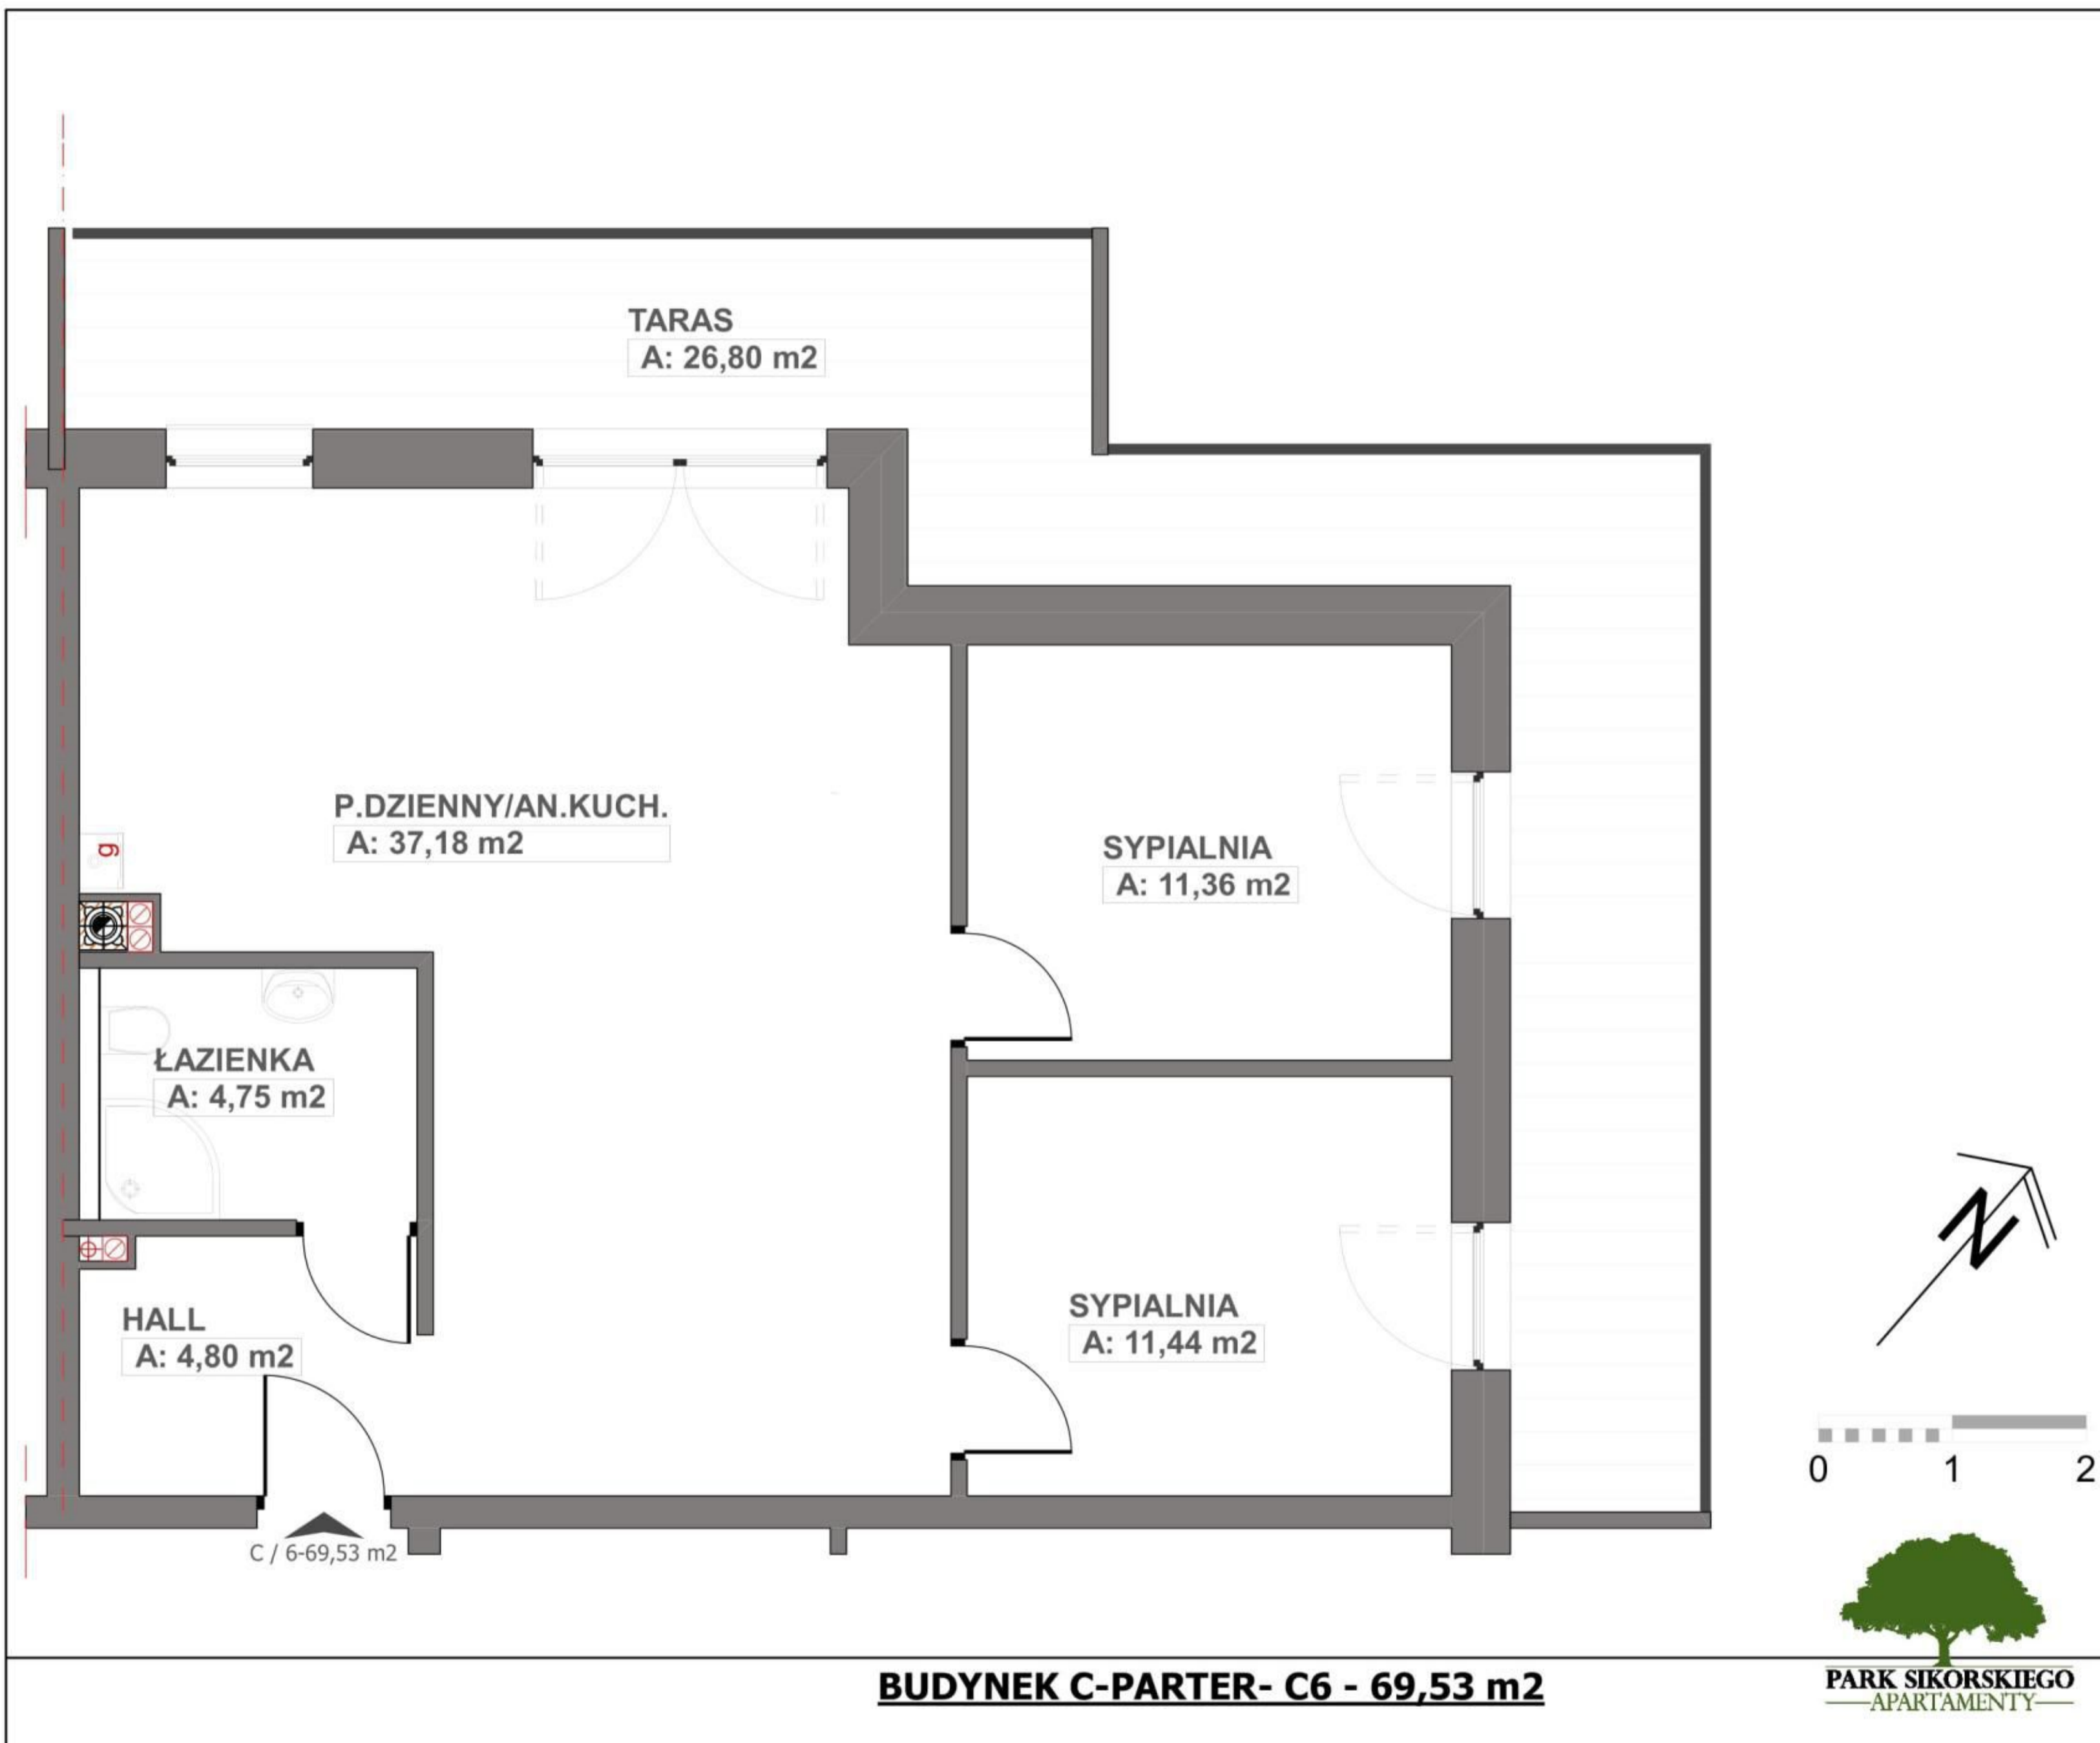 TARAS
A: 26,80 m2
P.DZIENNY/AN.KUCH.
A: 37,18 m2
g
SYPIALNIA
A: 11,36 m2
ŁAZIENKA
A: 4,75 m2
HALL
A: 4,80 m2
SYPIALNIA
A: 11,44 m2
N
0 1 2
C / 6-69,53 m2
BUDYNEK C-PARTER- C6 - 69,53 m2
PARK SIKORSKIEGO
APARTAMENTY